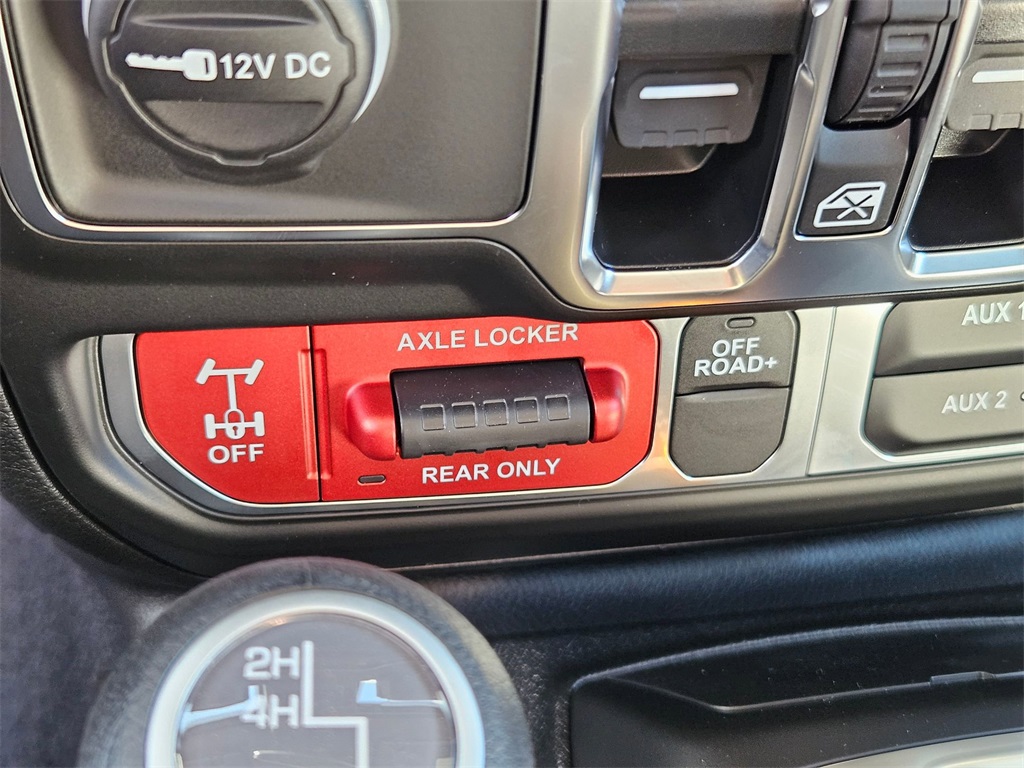 12V DC
AXLE LOCKER
OFF
REAR ONLY
OFF
ROAD+
AUX 1
AUX 2
2H
4H